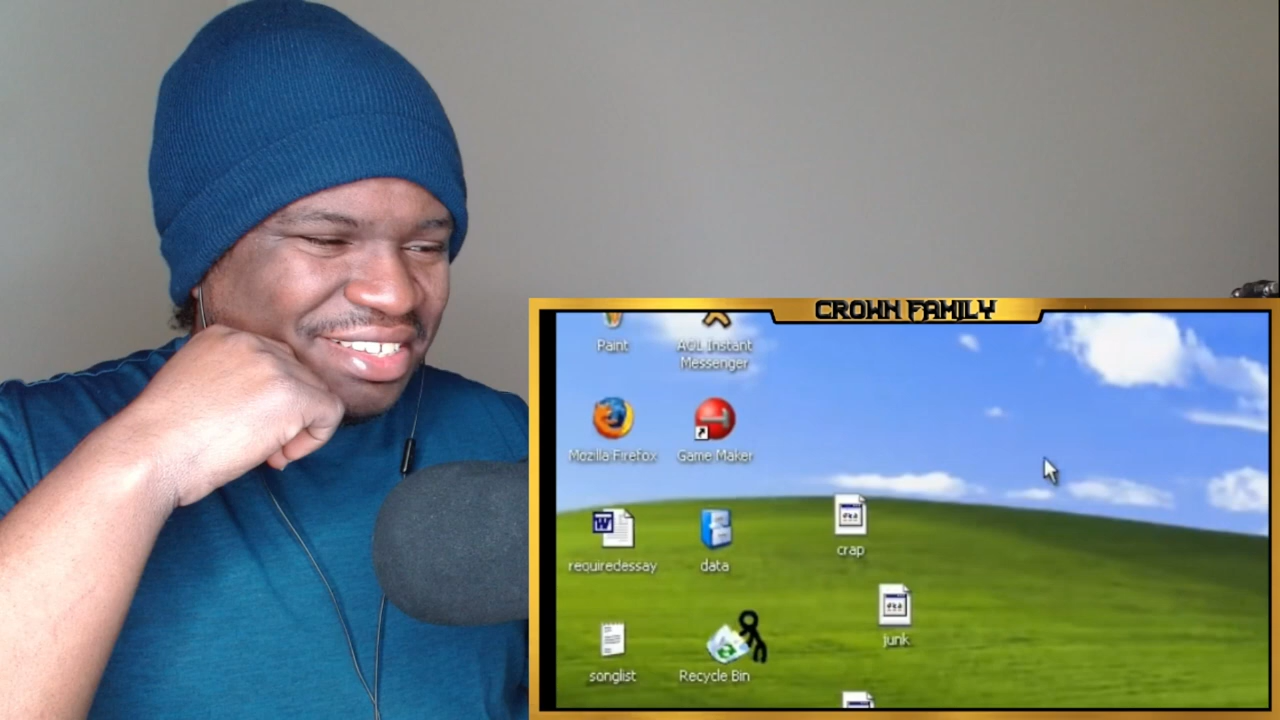 CROWN FAMILY
Paint
AOL Instant
Messenger
Mozilla Firefox
Game Maker
requiredessay
data
crap
junk
songlist
Recycle Bin